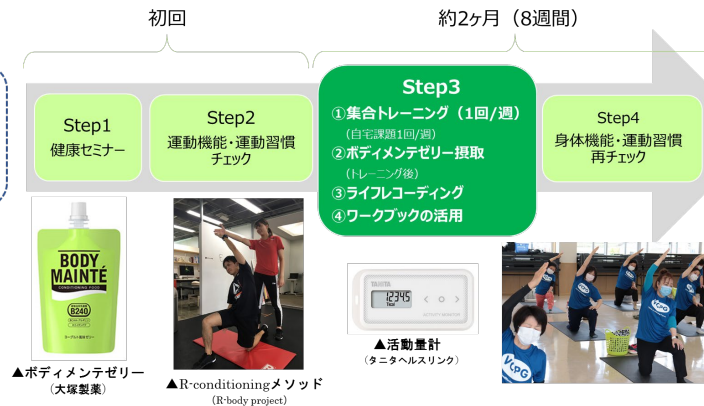 初回
約2ヶ月（8週間）
Step1
健康セミナー
Step2
運動機能・運動習慣
チェック
Step3
①集合トレーニング（1回/週）
（自宅課題1回/週）
②ボディメンテゼリー摂取
（トレーニング後）
③ライフレコーディング
④ワークブックの活用
Step4
身体機能・運動習慣
再チェック
BODY
MAINTÉ
CONDITIONING FOOD
B240
▲ボディメンテゼリー
（大塚製薬）
▲R-conditioningメソッド
(R-body project)
TANITA
12345
ACTIVITY MONITOR
▲活動量計
（タニタヘルスリンク）
VCPG